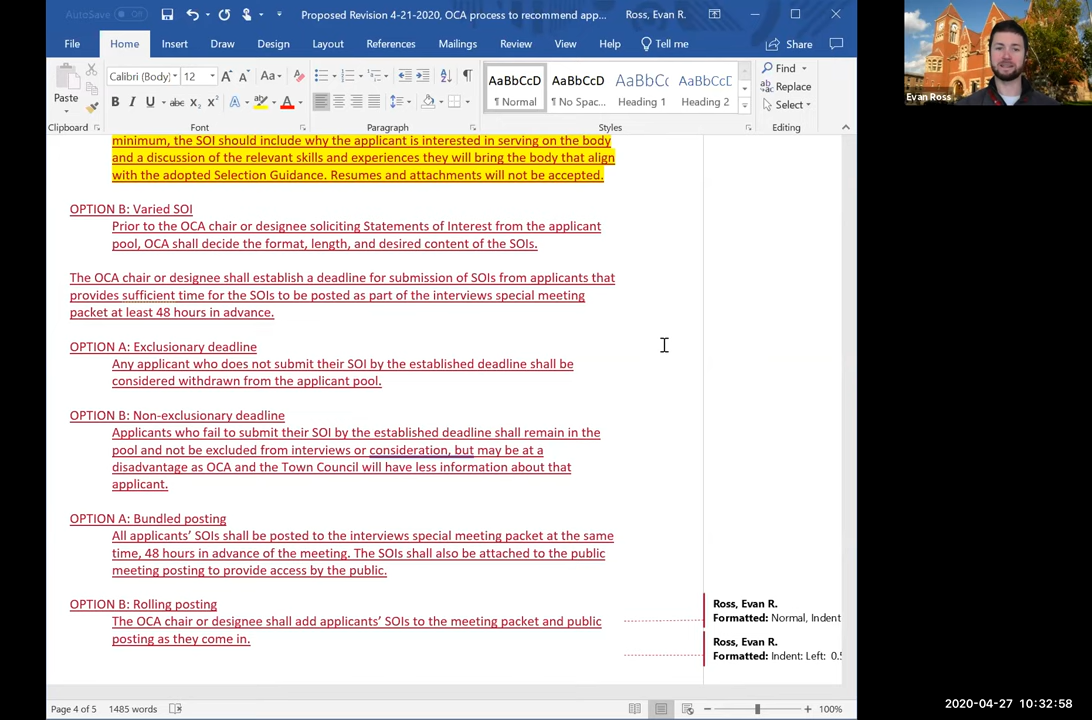 AutoSave Off
Proposed Revision 4-21-2020, OCA process to recommend app...
Ross, Evan R.
File Home Insert Draw Design Layout References Mailings Review View Help Tell me Share
Paste
Clipboard
Calibri (Body) 12 A A Aa
B I U abc x₂ x² A A
Font
Paragraph
AaBbCcD AaBbCcD AaBbCc AaBbCcD
¶ Normal ¶ No Spac... Heading 1 Heading 2
Styles
Find
Replace
Select
Editing
minimum, the SOI should include why the applicant is interested in serving on the body
and a discussion of the relevant skills and experiences they will bring the body that align
with the adopted Selection Guidance. Resumes and attachments will not be accepted.
OPTION B: Varied SOI
Prior to the OCA chair or designee soliciting Statements of Interest from the applicant
pool, OCA shall decide the format, length, and desired content of the SOIs.
The OCA chair or designee shall establish a deadline for submission of SOIs from applicants that
provides sufficient time for the SOIs to be posted as part of the interviews special meeting
packet at least 48 hours in advance.
OPTION A: Exclusionary deadline
Any applicant who does not submit their SOI by the established deadline shall be
considered withdrawn from the applicant pool.
OPTION B: Non-exclusionary deadline
Applicants who fail to submit their SOI by the established deadline shall remain in the
pool and not be excluded from interviews or consideration, but may be at a
disadvantage as OCA and the Town Council will have less information about that
applicant.
OPTION A: Bundled posting
All applicants’ SOIs shall be posted to the interviews special meeting packet at the same
time, 48 hours in advance of the meeting. The SOIs shall also be attached to the public
meeting posting to provide access by the public.
OPTION B: Rolling posting
The OCA chair or designee shall add applicants’ SOIs to the meeting packet and public
posting as they come in.
Ross, Evan R.
Formatted: Normal, Indent
Ross, Evan R.
Formatted: Indent: Left: 0.5
Page 4 of 5 1485 words
100%
Evan Ross
2020-04-27 10:32:58